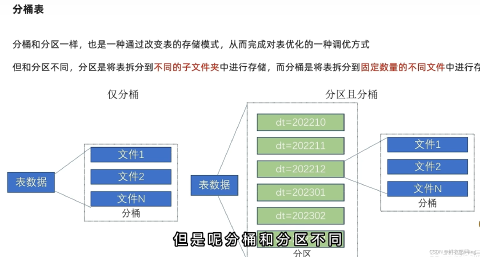 分桶表
分桶和分区一样，也是一种通过改变表的存储模式，从而完成对表优化的一种调优方式
但和分区不同，分区是将表拆分到不同的子文件夹中进行存储，而分桶是将表拆分到固定数量的不同文件中进行存
仅分桶
表数据
文件1
文件2
文件N
分桶
分区且分桶
表数据
dt=202210
dt=202211
dt=202212
dt=202301
dt=202302
分区
文件1
文件2
文件N
分桶
但是呢分桶和分区不同